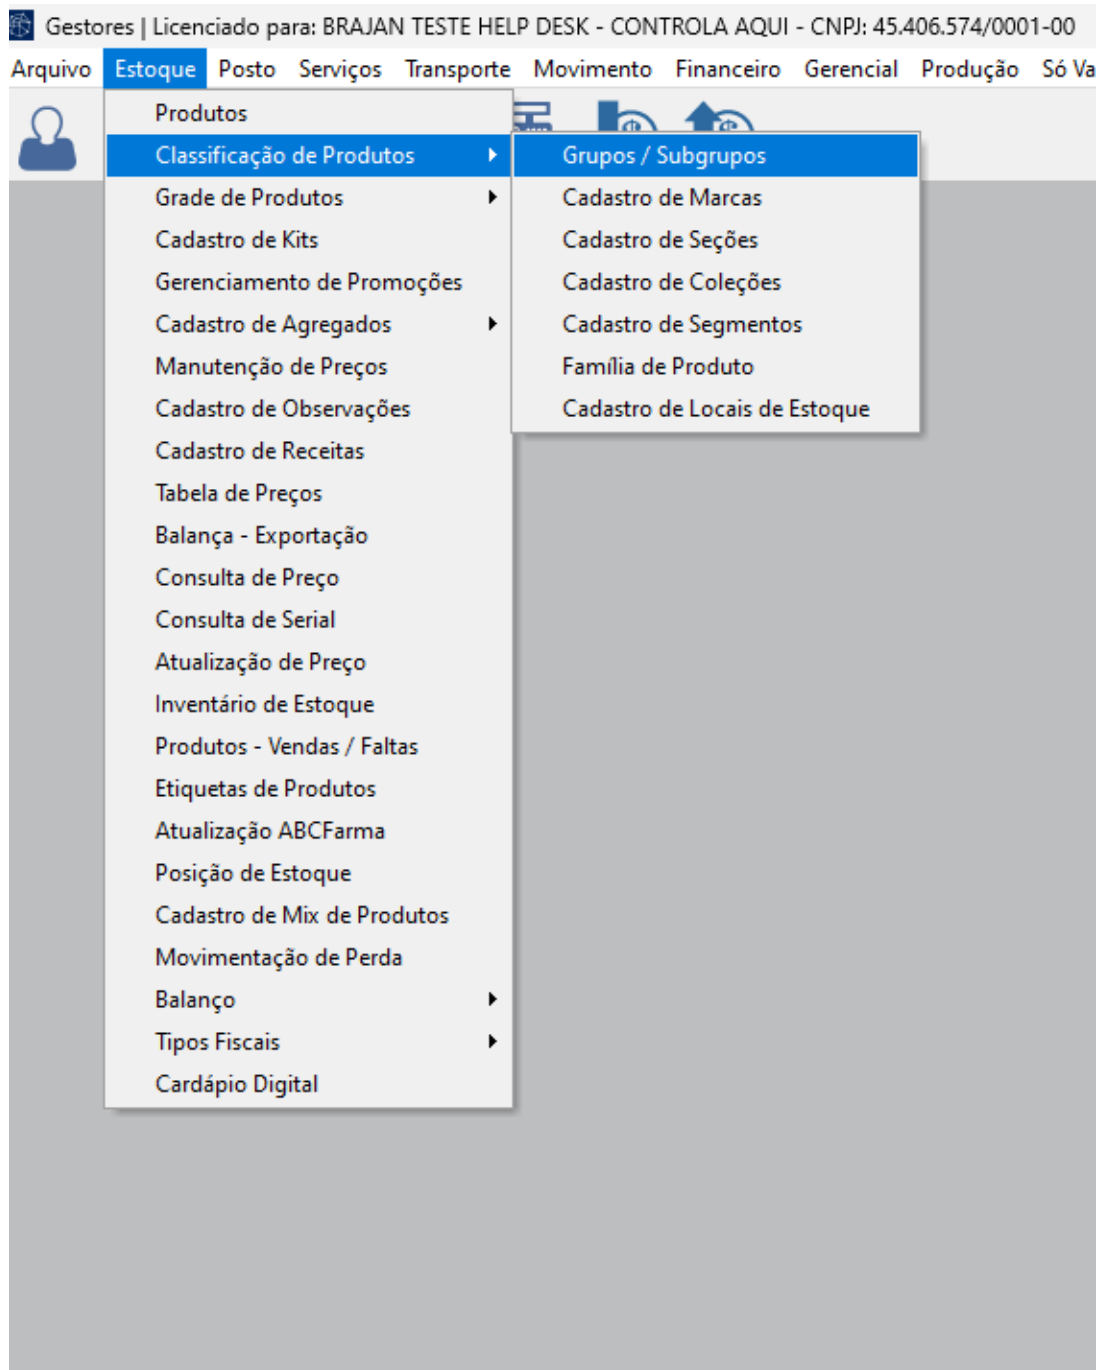 Gestores | Licenciado para: BRAJAN TESTE HELP DESK - CONTROLA AQUI - CNPJ: 45.406.574/0001-00
Arquivo Estoque Posto Serviços Transporte Movimento Financeiro Gerencial Produção Só Va
Produtos
Classificação de Produtos
Grade de Produtos
Cadastro de Kits
Gerenciamento de Promoções
Cadastro de Agregados
Manutenção de Preços
Cadastro de Observações
Cadastro de Receitas
Tabela de Preços
Balança - Exportação
Consulta de Preço
Consulta de Serial
Atualização de Preço
Inventário de Estoque
Produtos - Vendas / Faltas
Etiquetas de Produtos
Atualização ABCFarma
Posição de Estoque
Cadastro de Mix de Produtos
Movimentação de Perda
Balanço
Tipos Fiscais
Cardápio Digital
Grupos / Subgrupos
Cadastro de Marcas
Cadastro de Seções
Cadastro de Coleções
Cadastro de Segmentos
Família de Produto
Cadastro de Locais de Estoque